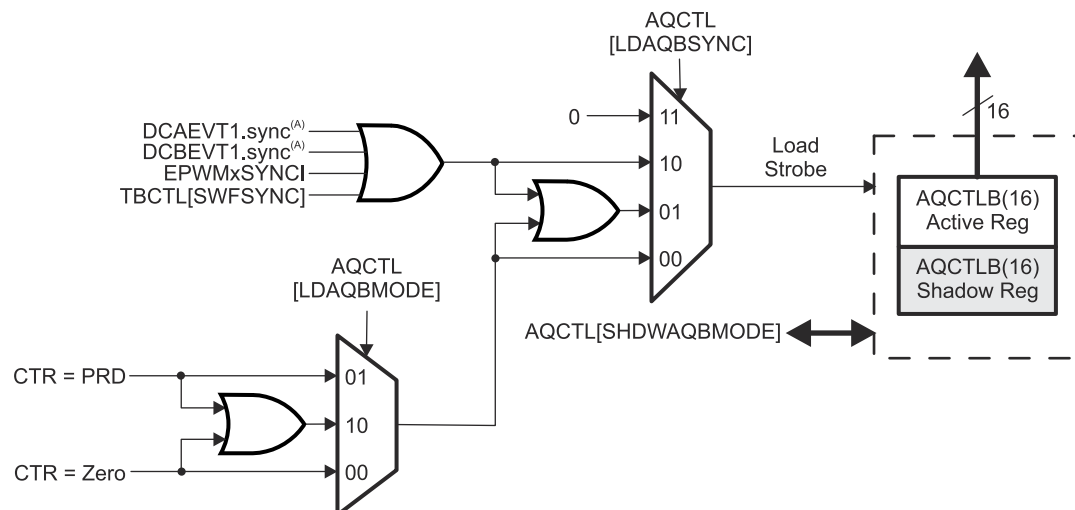 AQCTL
[LDAQBSYNC]
16
0
11
DCAEVT1.sync(A)
DCBEVT1.sync(A)
EPWMxSYNCI
TBCTL[SWFSYNC]
10
Load
Strobe
01
AQCTLB(16)
Active Reg
00
AQCTLB(16)
Shadow Reg
AQCTL
[LDAQBMODE]
AQCTL[SHDWAQBMODE]
CTR = PRD
01
10
CTR = Zero
00